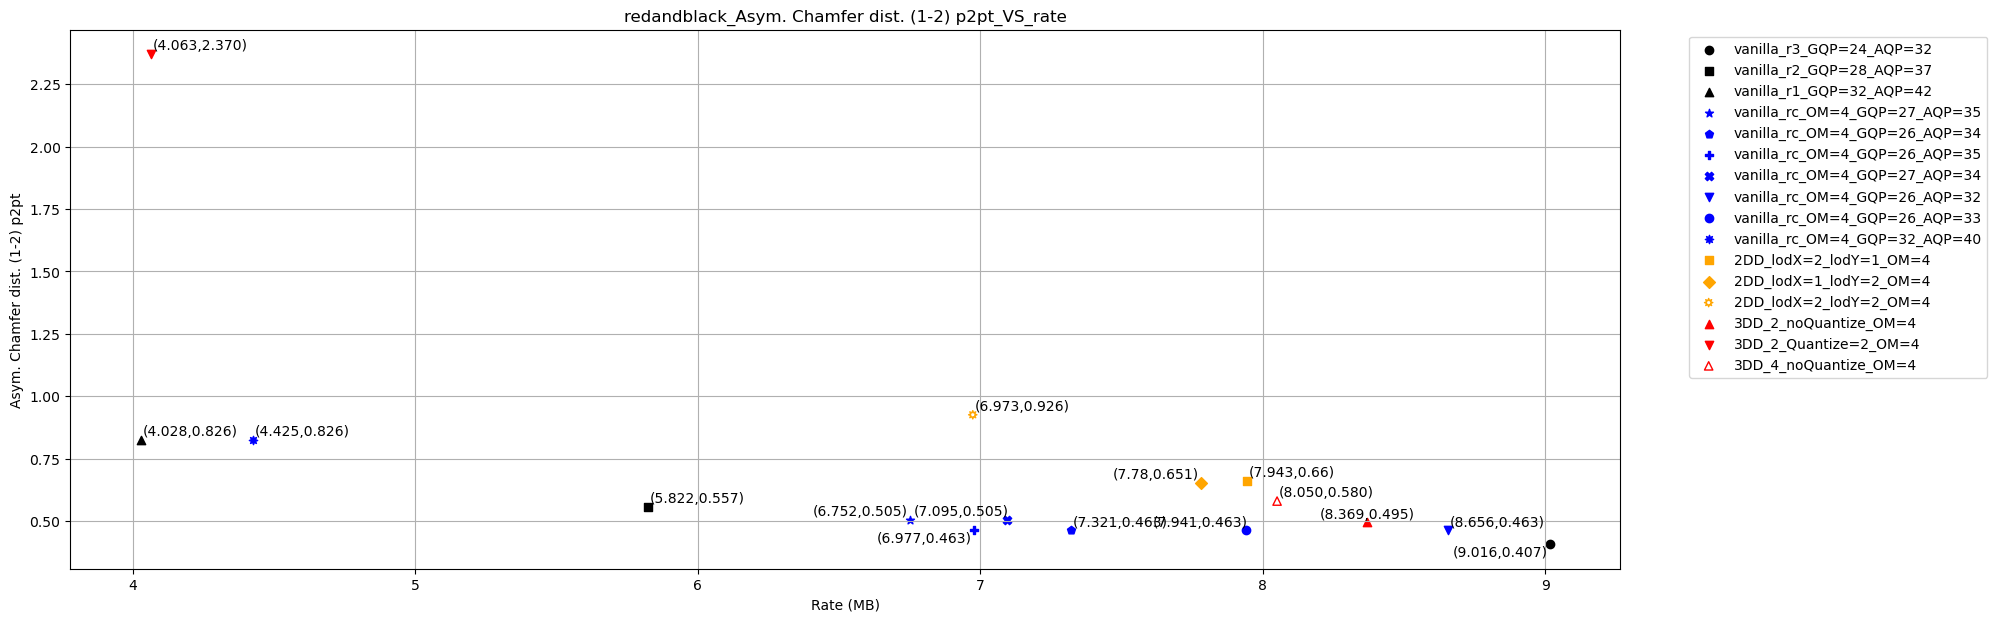 redandblack_Asym. Chamfer dist. (1-2) p2pt_VS_rate
Asym. Chamfer dist. (1-2) p2pt
2.25
2.00
1.75
1.50
1.25
1.00
0.75
0.50
(4.063,2.370)
(4.028,0.826)
(4.425,0.826)
(5.822,0.557)
(6.973,0.926)
(6.752,0.505)
(7.095,0.505)
(6.977,0.463)
(7.321,0.463)
(7.941,0.463)
(7.78,0.651)
(7.943,0.66)
(8.050,0.580)
(8.369,0.495)
(8.656,0.463)
(9.016,0.407)
4
5
6
7
8
9
Rate (MB)
vanilla_r3_GQP=24_AQP=32
vanilla_r2_GQP=28_AQP=37
vanilla_r1_GQP=32_AQP=42
vanilla_rc_OM=4_GQP=27_AQP=35
vanilla_rc_OM=4_GQP=26_AQP=34
vanilla_rc_OM=4_GQP=26_AQP=35
vanilla_rc_OM=4_GQP=27_AQP=34
vanilla_rc_OM=4_GQP=26_AQP=32
vanilla_rc_OM=4_GQP=26_AQP=33
vanilla_rc_OM=4_GQP=32_AQP=40
2DD_lodX=2_lodY=1_OM=4
2DD_lodX=1_lodY=2_OM=4
2DD_lodX=2_lodY=2_OM=4
3DD_2_noQuantize_OM=4
3DD_2_Quantize=2_OM=4
3DD_4_noQuantize_OM=4